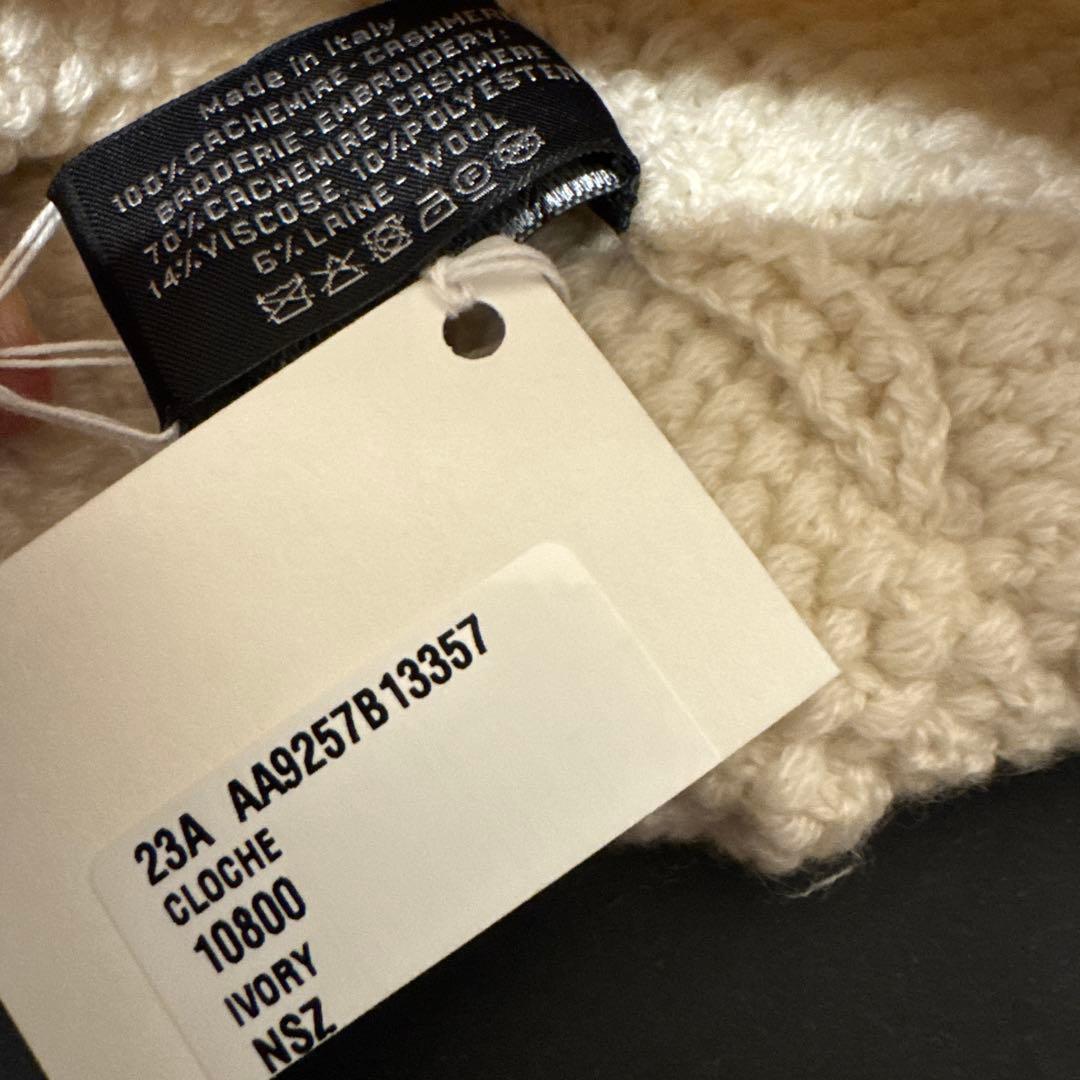 Made in Italy
100%CACHEMIRE-CASHMERE
BRODERIE-EMBROIDERY:
70%CACHEMIRE-CASHMERE
14%VISCOSE, 10%POLYESTER
6%LAINE-WOOL
23A AA9257B13357
CLOCHE
10800
IVORY
NSZ